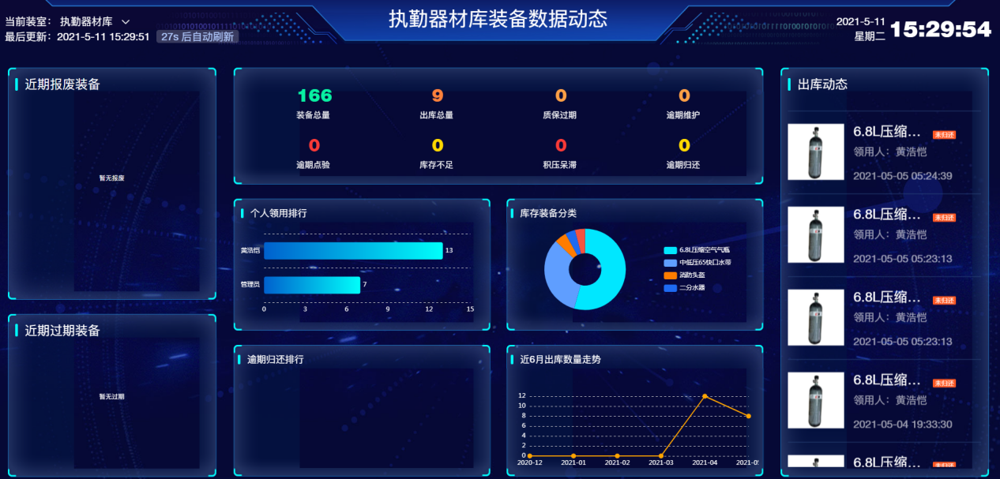 执勤器材库装备数据动态
当前装室： 执勤器材库
最后更新：2021-5-11 15:29:51 27s 后自动刷新
2021-5-11
星期二
15:29:54
近期报废装备
暂无报废
近期过期装备
暂无过期
166 9 0 0
装备总量 出库总量 质保过期 逾期维护
0 0 0 0
逾期点验 库存不足 积压呆滞 逾期归还
个人领用排行
黄浩恺 13
管理员 7
0 3 6 9 12 15
库存装备分类
6.8L压缩空气气瓶
中低压65快口水带
消防头盔
二分水器
逾期归还排行
近6月出库数量走势
12
10
8
6
4
2
0
2020-12 2021-01 2021-02 2021-03 2021-04 2021-0
出库动态
6.8L压缩... 未归还
领用人：黄浩恺
2021-05-05 05:24:39
6.8L压缩... 未归还
领用人：黄浩恺
2021-05-05 05:23:13
6.8L压缩... 未归还
领用人：黄浩恺
2021-05-05 05:23:13
6.8L压缩... 未归还
领用人：黄浩恺
2021-05-04 19:33:30
6.8L压缩... 未归还